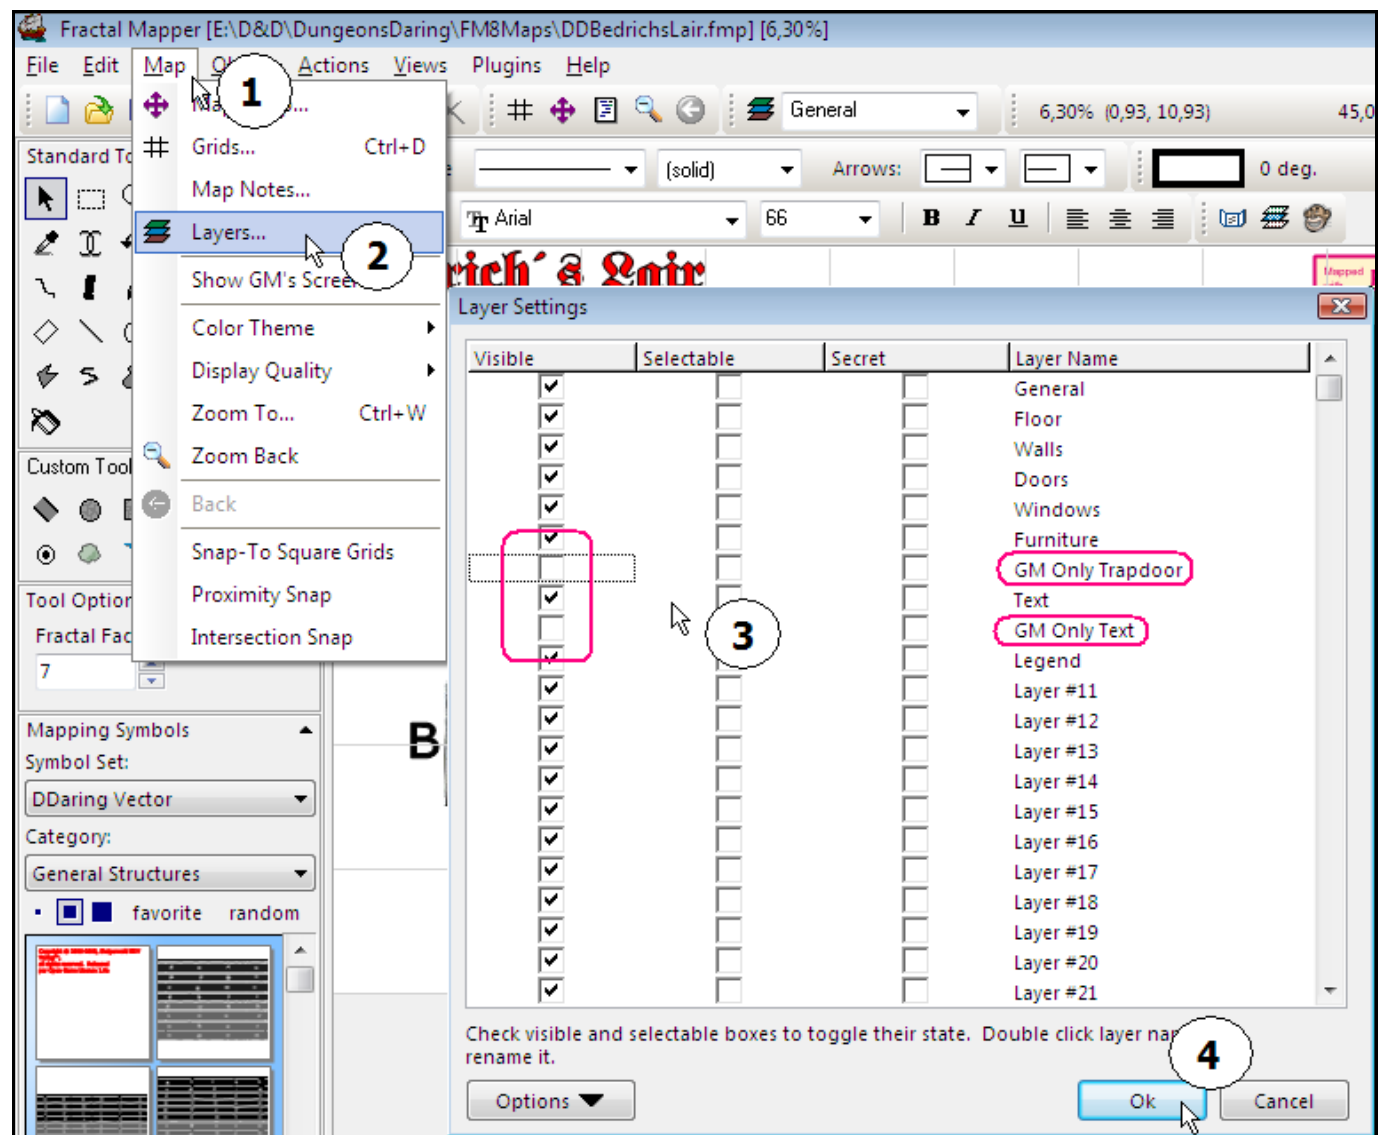 Fractal Mapper [E:\D&D\DungeonsDaring\FM8Maps\DDBedrichsLair.fmp] [6,30%]
File Edit Map Actions Views Plugins Help
1
General 6,30% (0,93, 10,93) 45,0
Standard To
Grids... Ctrl+D
(solid) Arrows: 0 deg.
Map Notes...
Arial 66 B I U
Layers...
2
Show GM's Screen
rich's Lair
Mapped
Layer Settings
Color Theme
Display Quality
Zoom To... Ctrl+W
Zoom Back
Back
Snap-To Square Grids
Proximity Snap
Intersection Snap
Custom Tool
Tool Option
Fractal Fac
7
Visible Selectable Secret Layer Name
General
Floor
Walls
Doors
Windows
Furniture
GM Only Trapdoor
Text
GM Only Text
Legend
Layer #11
Layer #12
Layer #13
Layer #14
Layer #15
Layer #16
Layer #17
Layer #18
Layer #19
Layer #20
Layer #21
3
B
Mapping Symbols
Symbol Set:
DDaring Vector
Category:
General Structures
favorite random
Check visible and selectable boxes to toggle their state. Double click layer na
rename it.
4
Options Ok Cancel